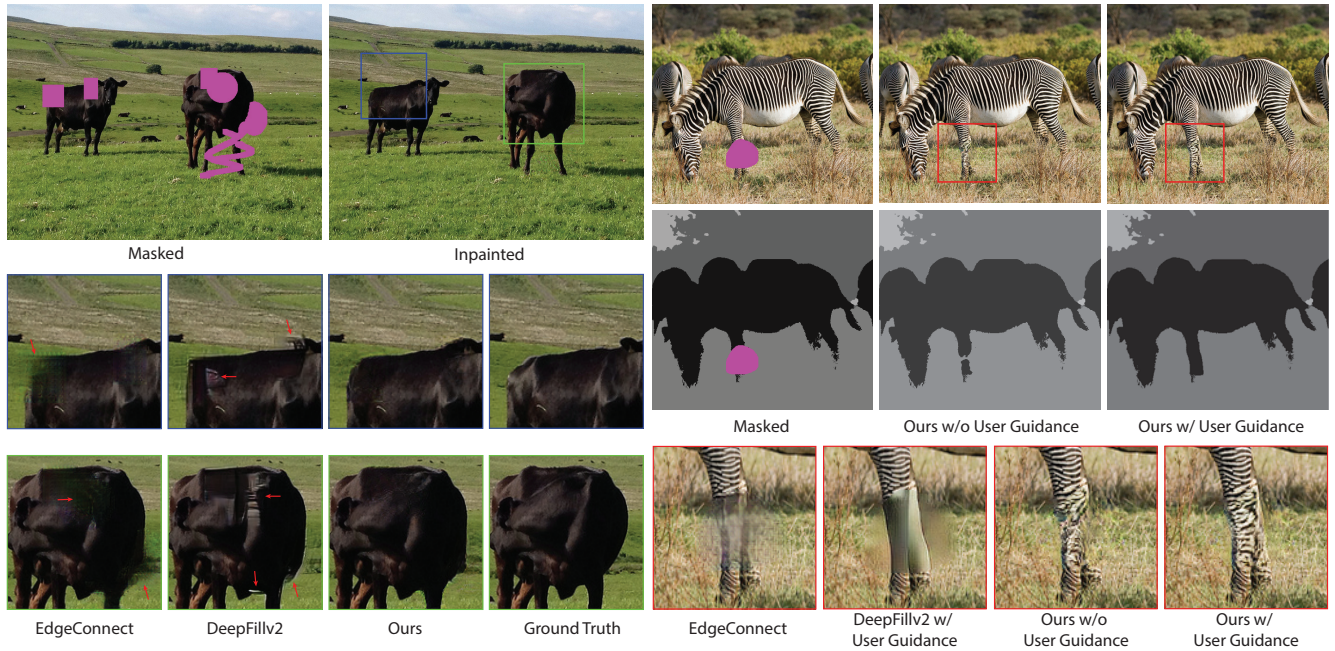 Masked
Inpainted
EdgeConnect
DeepFillv2
Ours
Ground Truth
Masked
Ours w/o User Guidance
Ours w/ User Guidance
EdgeConnect
DeepFillv2 w/
User Guidance
Ours w/o
User Guidance
Ours w/
User Guidance